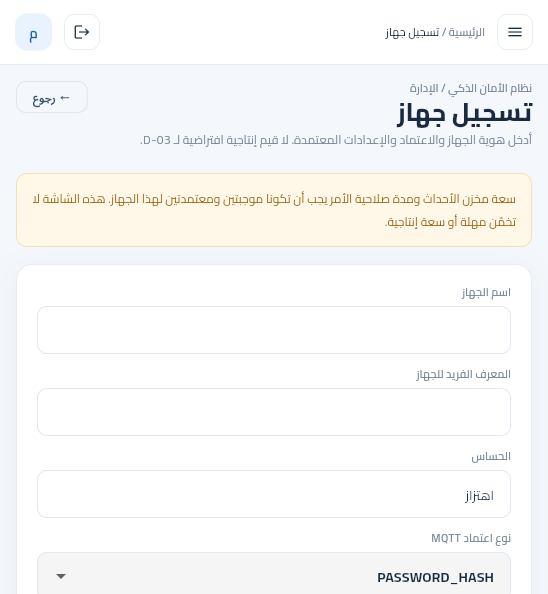 الرئيسية / تسجيل جهاز
م
نظام الأمان الذكي / الإدارة
تسجيل جهاز
← رجوع
أدخل هوية الجهاز والاعتماد والإعدادات المعتمدة. لا قيم إنتاجية افتراضية لـ D-03.
سعة مخزن الأحداث ومدة صلاحية الأمر يجب أن تكونا موجبتين ومعتمدتين لهذا الجهاز. هذه الشاشة لا
تخمّن مهلة أو سعة إنتاجية.
اسم الجهاز
المعرف الفريد للجهاز
الحساس
اهتزاز
نوع اعتماد MQTT
PASSWORD_HASH